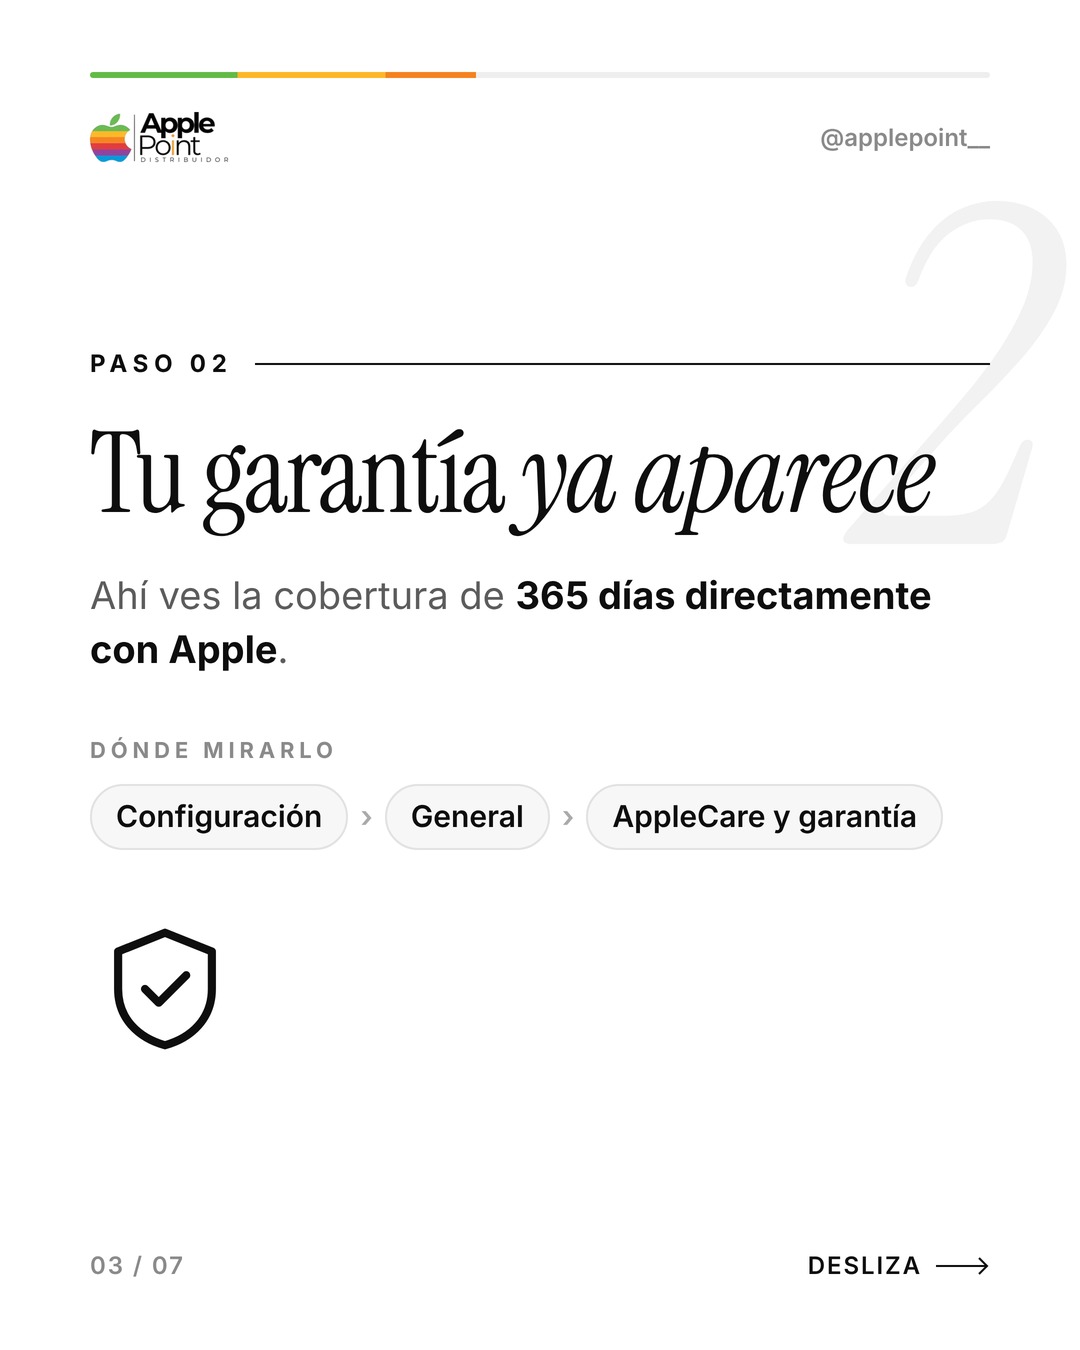 Apple
Point
DISTRIBUIDOR
@applepoint__
2
PASO 02
Tu garantía ya aparece
Ahí ves la cobertura de 365 días directamente
con Apple.
DÓNDE MIRARLO
Configuración › General › AppleCare y garantía
03 / 07
DESLIZA